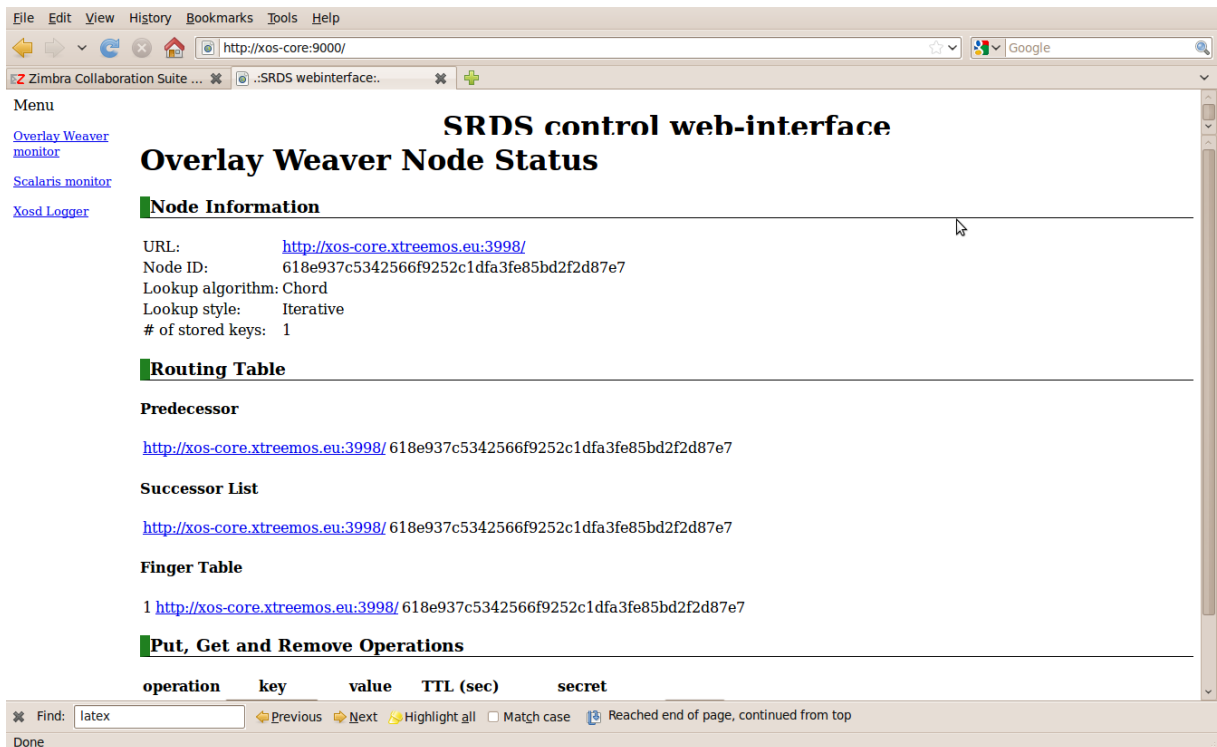 File Edit View History Bookmarks Tools Help
http://xos-core:9000/ Google
Z Zimbra Collaboration Suite ... .:SRDS webinterface:.
Menu
Overlay Weaver
monitor
Scalaris monitor
Xosd Logger
SRDS control web-interface
Overlay Weaver Node Status
Node Information
URL: http://xos-core.xtreemos.eu:3998/
Node ID: 618e937c5342566f9252c1dfa3fe85bd2f2d87e7
Lookup algorithm: Chord
Lookup style: Iterative
# of stored keys: 1
Routing Table
Predecessor
http://xos-core.xtreemos.eu:3998/ 618e937c5342566f9252c1dfa3fe85bd2f2d87e7
Successor List
http://xos-core.xtreemos.eu:3998/ 618e937c5342566f9252c1dfa3fe85bd2f2d87e7
Finger Table
1 http://xos-core.xtreemos.eu:3998/ 618e937c5342566f9252c1dfa3fe85bd2f2d87e7
Put, Get and Remove Operations
operation key value TTL (sec) secret
Find: latex Previous Next Highlight all Match case Reached end of page, continued from top
Done